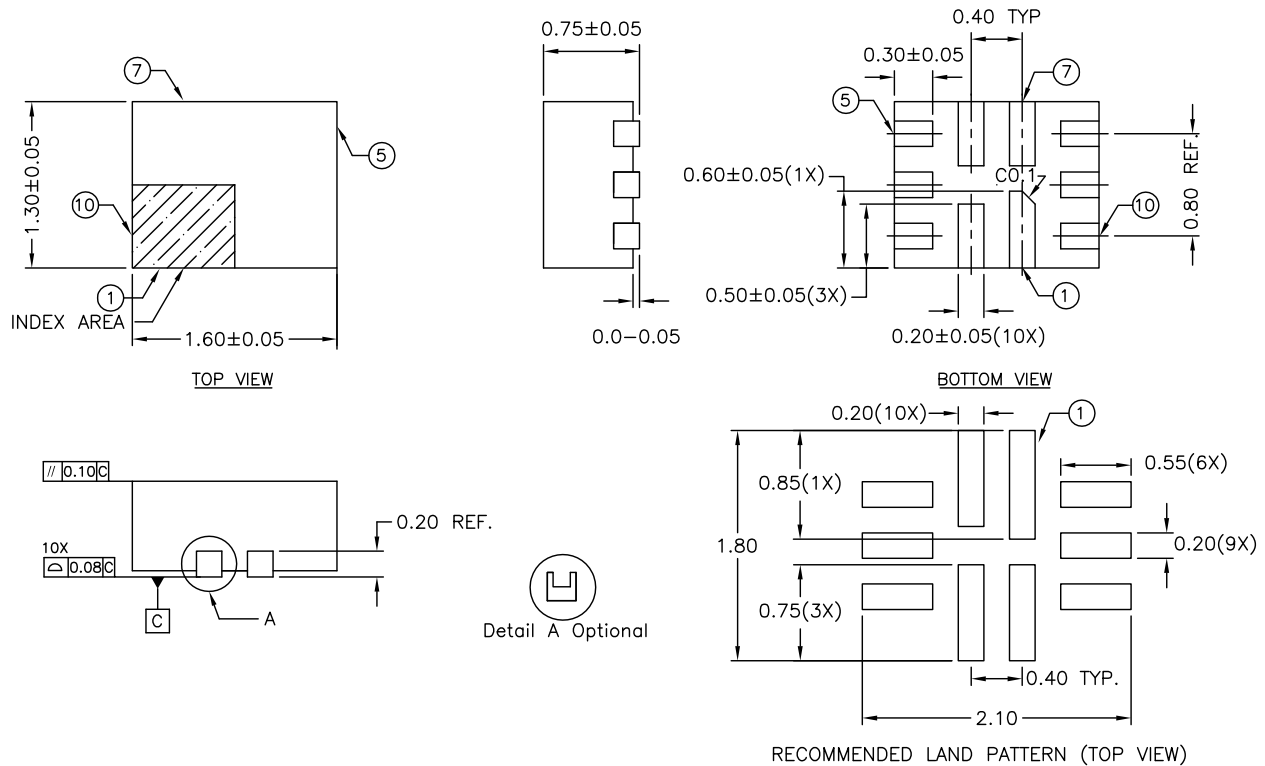 7
1.30±0.05
5
10
1
INDEX AREA
1.60±0.05
TOP VIEW
0.75±0.05
0.0-0.05
0.40 TYP
0.30±0.05
7
5
0.60±0.05(1X)
C0.1
0.80 REF.
10
0.50±0.05(3X)
1
0.20±0.05(10X)
BOTTOM VIEW
// 0.10 C
10X
0.08 C
C
A
0.20 REF.
Detail A Optional
0.20(10X)
1
0.85(1X)
0.55(6X)
1.80
0.20(9X)
0.75(3X)
0.40 TYP.
2.10
RECOMMENDED LAND PATTERN (TOP VIEW)